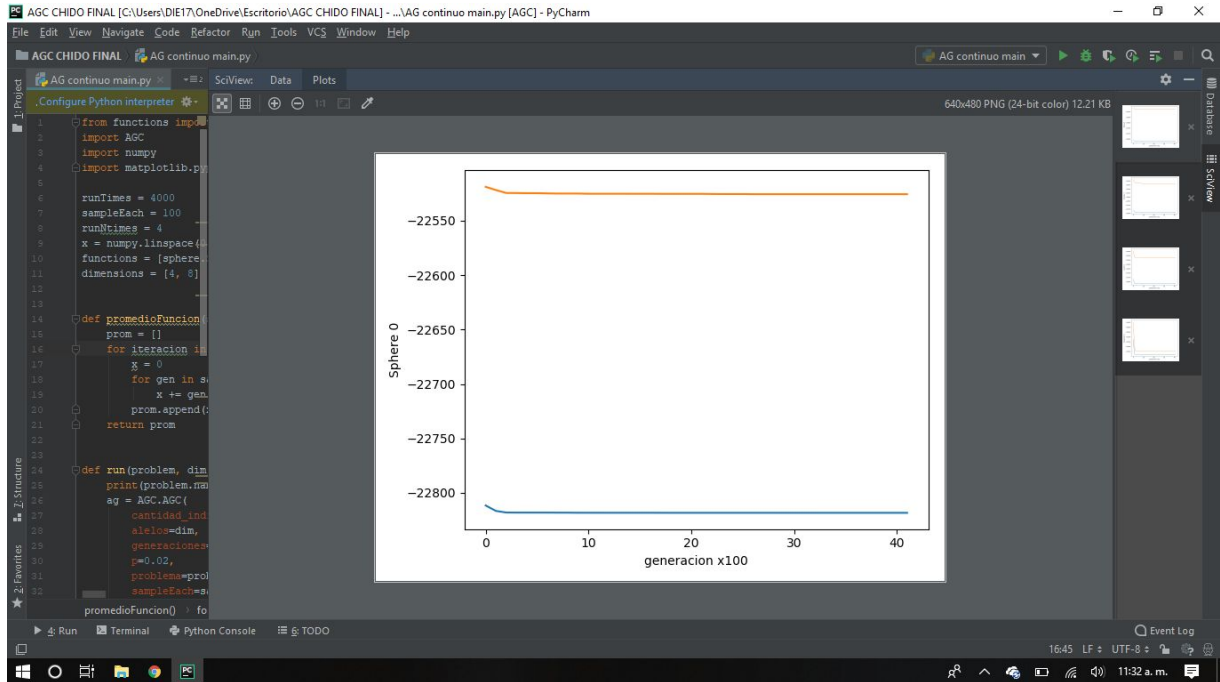 AGC CHIDO FINAL [C:\Users\DIE17\OneDrive\Escritorio\AGC CHIDO FINAL] - ...\AG continuo main.py [AGC] - PyCharm
File Edit View Navigate Code Refactor Run Tools VCS Window Help
AGC CHIDO FINAL AG continuo main.py AG continuo main
AG continuo main.py SciView: Data Plots
Configure Python interpreter 1:1 640x480 PNG (24-bit color) 12.21 KB
1 from functions impo
2 import AGC
3 import numpy
4 import matplotlib.py
5
6 runTimes = 4000
7 sampleEach = 100
8 runNtimes = 4
9 x = numpy.linspace(
10 functions = [sphere.
11 dimensions = [4, 8]
12
13
14 def promedioFuncion(
15 prom = []
16 for iteracion in
17 x = 0
18 for gen in sa
19 x += gen.
20 prom.append(
21 return prom
22
23
24 def run(problem, dim
25 print(problem.nam
26 ag = AGC.AGC(
27 cantidad_ind
28 alelos=dim,
29 generaciones=
30 p=0.02,
31 problema=prol
32 sampleEach=sa
promedioFuncion() fo
−22550
−22600
−22650
−22700
−22750
−22800
Sphere 0
0 10 20 30 40
generacion x100
1: Project
7: Structure
2: Favorites
Database
SciView
4: Run Terminal Python Console 6: TODO Event Log
16:45 LF UTF-8
11:32 a. m.